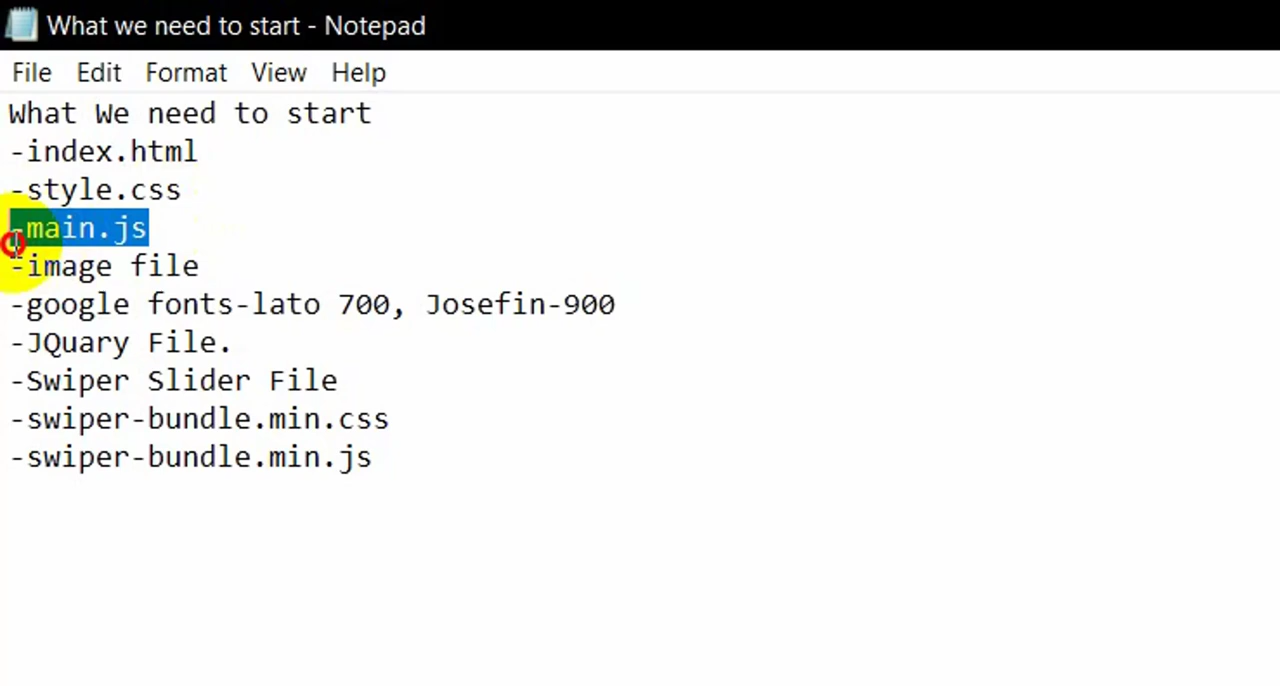 What we need to start - Notepad
File Edit Format View Help
What We need to start
-index.html
-style.css
-main.js
-image file
-google fonts-lato 700, Josefin-900
-JQuary File.
-Swiper Slider File
-swiper-bundle.min.css
-swiper-bundle.min.js